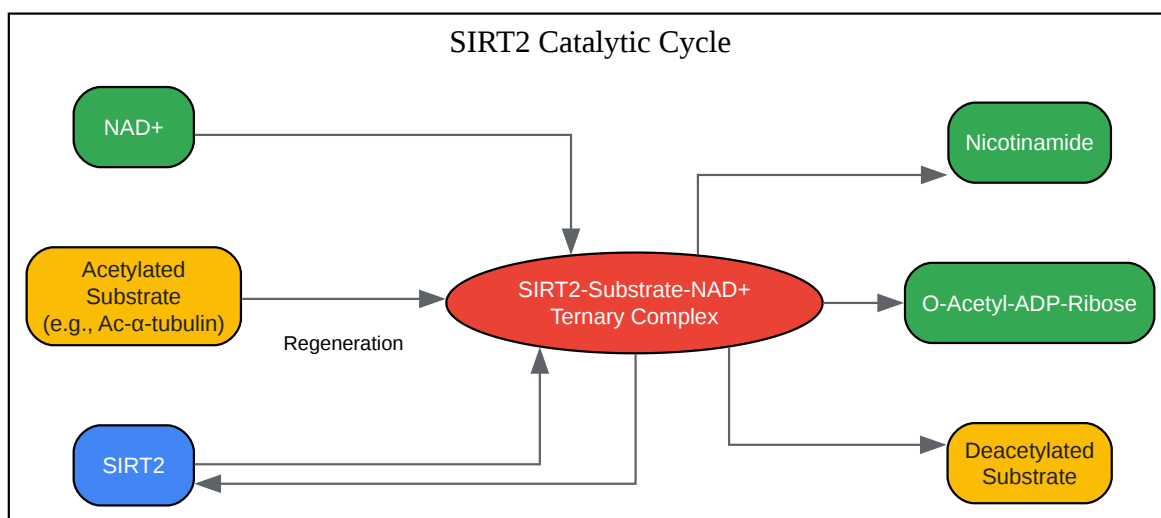 SIRT2 Catalytic Cycle
NAD+
Nicotinamide
Acetylated
Substrate
(e.g., Ac-α-tubulin)
SIRT2-Substrate-NAD+
Ternary Complex
O-Acetyl-ADP-Ribose
Regeneration
SIRT2
Deacetylated
Substrate